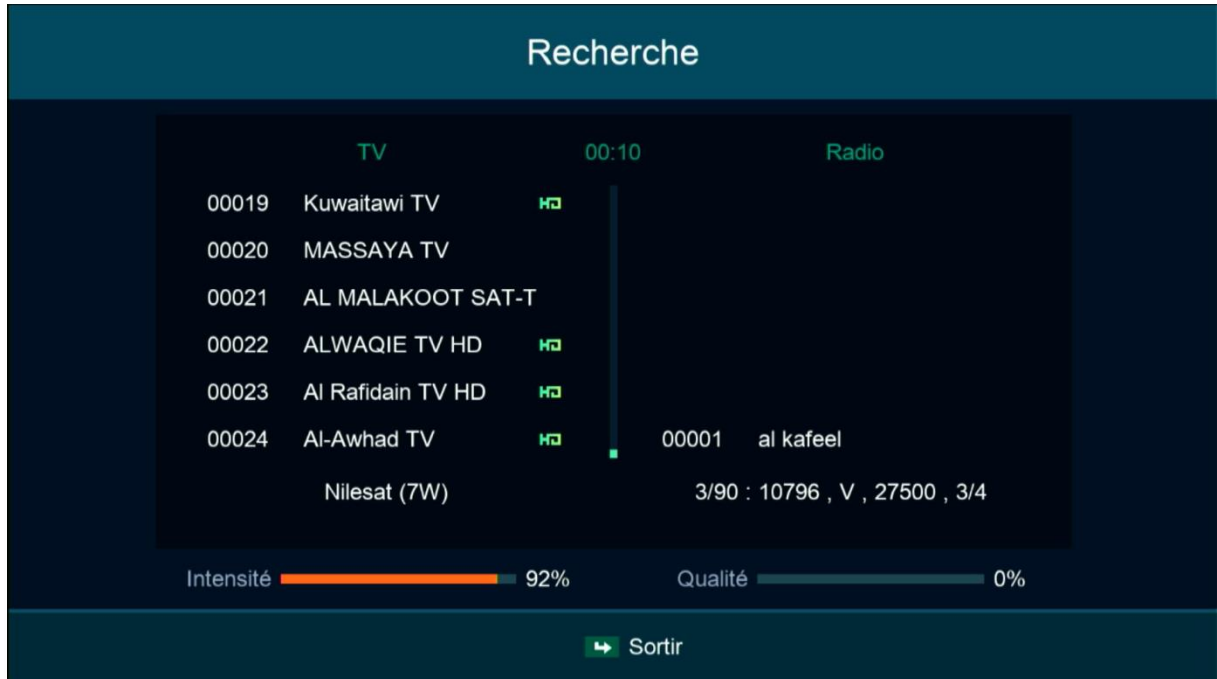 Recherche
TV 00:10 Radio
00019 Kuwaitawi TV HD
00020 MASSAYA TV
00021 AL MALAKOOT SAT-T
00022 ALWAQIE TV HD HD
00023 Al Rafidain TV HD HD
00024 Al-Awhad TV HD 00001 al kafeel
Nilesat (7W) 3/90 : 10796 , V , 27500 , 3/4
Intensité 92% Qualité 0%
Sortir